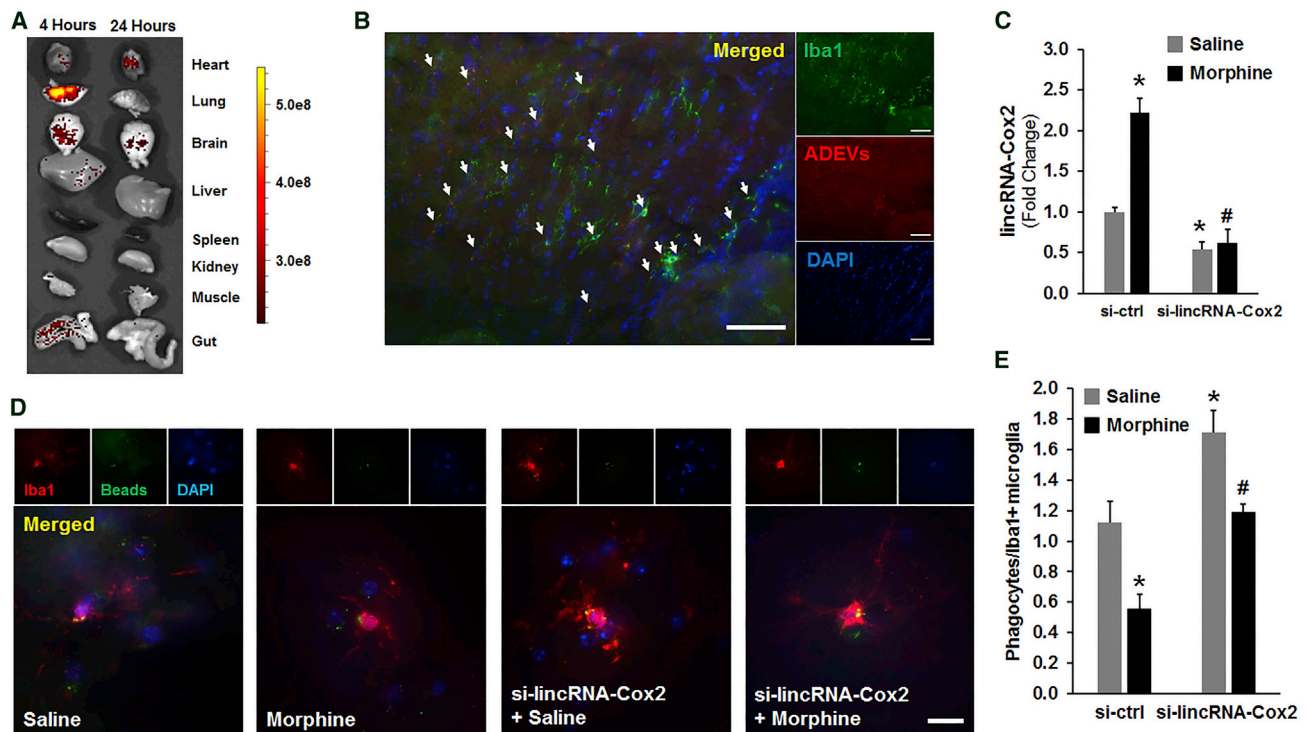 A
4 Hours 24 Hours
Heart
Lung
Brain
Liver
Spleen
Kidney
Muscle
Gut
5.0e8
4.0e8
3.0e8
B
Merged
Iba1
ADEVs
DAPI
C
lincRNA-Cox2
(Fold Change)
3.0
2.5
2.0
1.5
1.0
0.5
0.0
Saline
Morphine
*
*
#
si-ctrl si-lincRNA-Cox2
D
Iba1
Beads
DAPI
Merged
Saline
Morphine
si-lincRNA-Cox2
+ Saline
si-lincRNA-Cox2
+ Morphine
E
Phagocytes/Iba1+ microglia
2.0
1.8
1.6
1.4
1.2
1.0
0.8
0.6
0.4
0.2
0.0
Saline
Morphine
*
*
#
si-ctrl si-lincRNA-Cox2